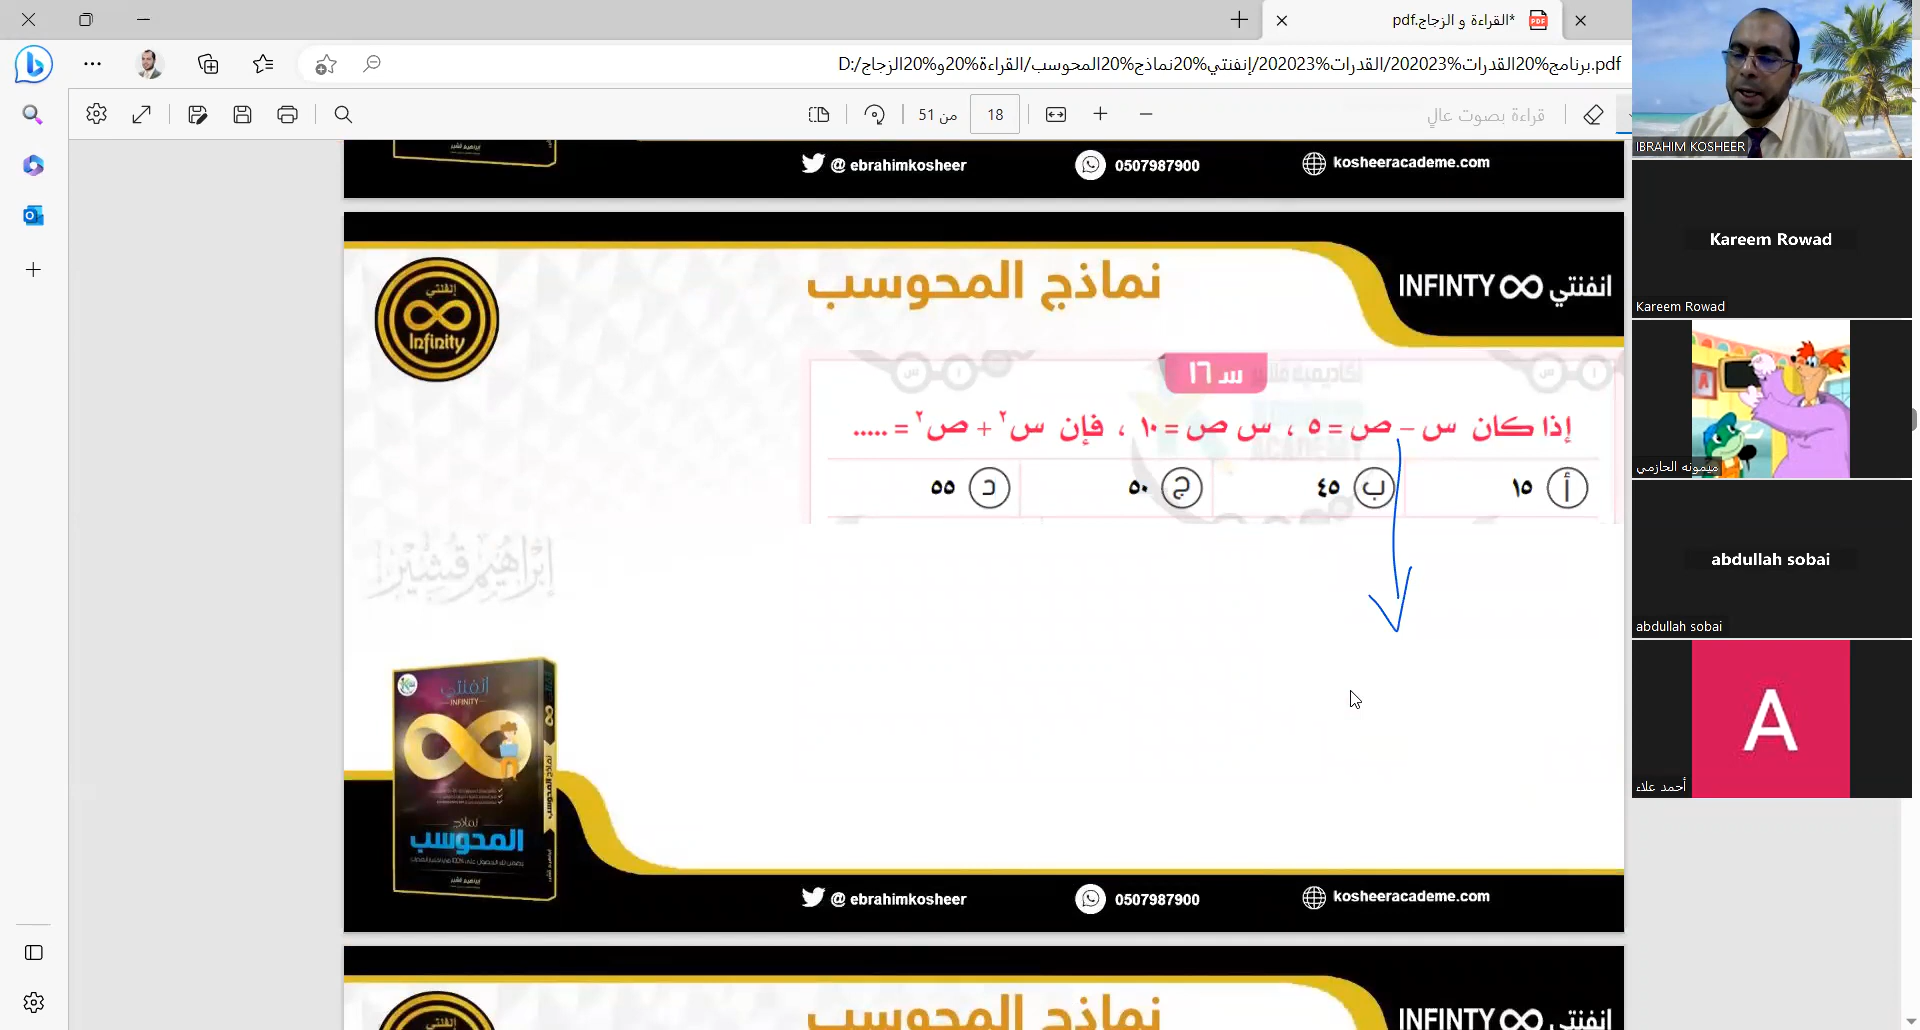 *القراءة و الزجاج.pdf
D:/برنامج%20القدرات%202023/القدرات%202023/إنفنتي%20نماذج%20المحوسب/القراءة%20و%20الزجاج.pdf
قراءة بصوت عالٍ
18
من 51
@ ebrahimkosheer
0507987900
kosheeracademe.com
INFINTY انفنتي
نماذج المحوسب
إنفنتي
Infinity
س ١٦
إذا كان س – ص = ٥ ، س ص = ١٠ ، فإن س٢ + ص٢ = .....
أ ١٥
ب ٤٥
ج ٥٠
د ٥٥
إبراهيم قشير
انفنتي
INFINITY
نماذج
المحوسب
@ ebrahimkosheer
0507987900
kosheeracademe.com
INFINTY انفنتي
نماذج المحوسب
إنفنتي
IBRAHIM KOSHEER
Kareem Rowad
Kareem Rowad
ميمونه الحازمي
abdullah sobai
abdullah sobai
A
أحمد علاء